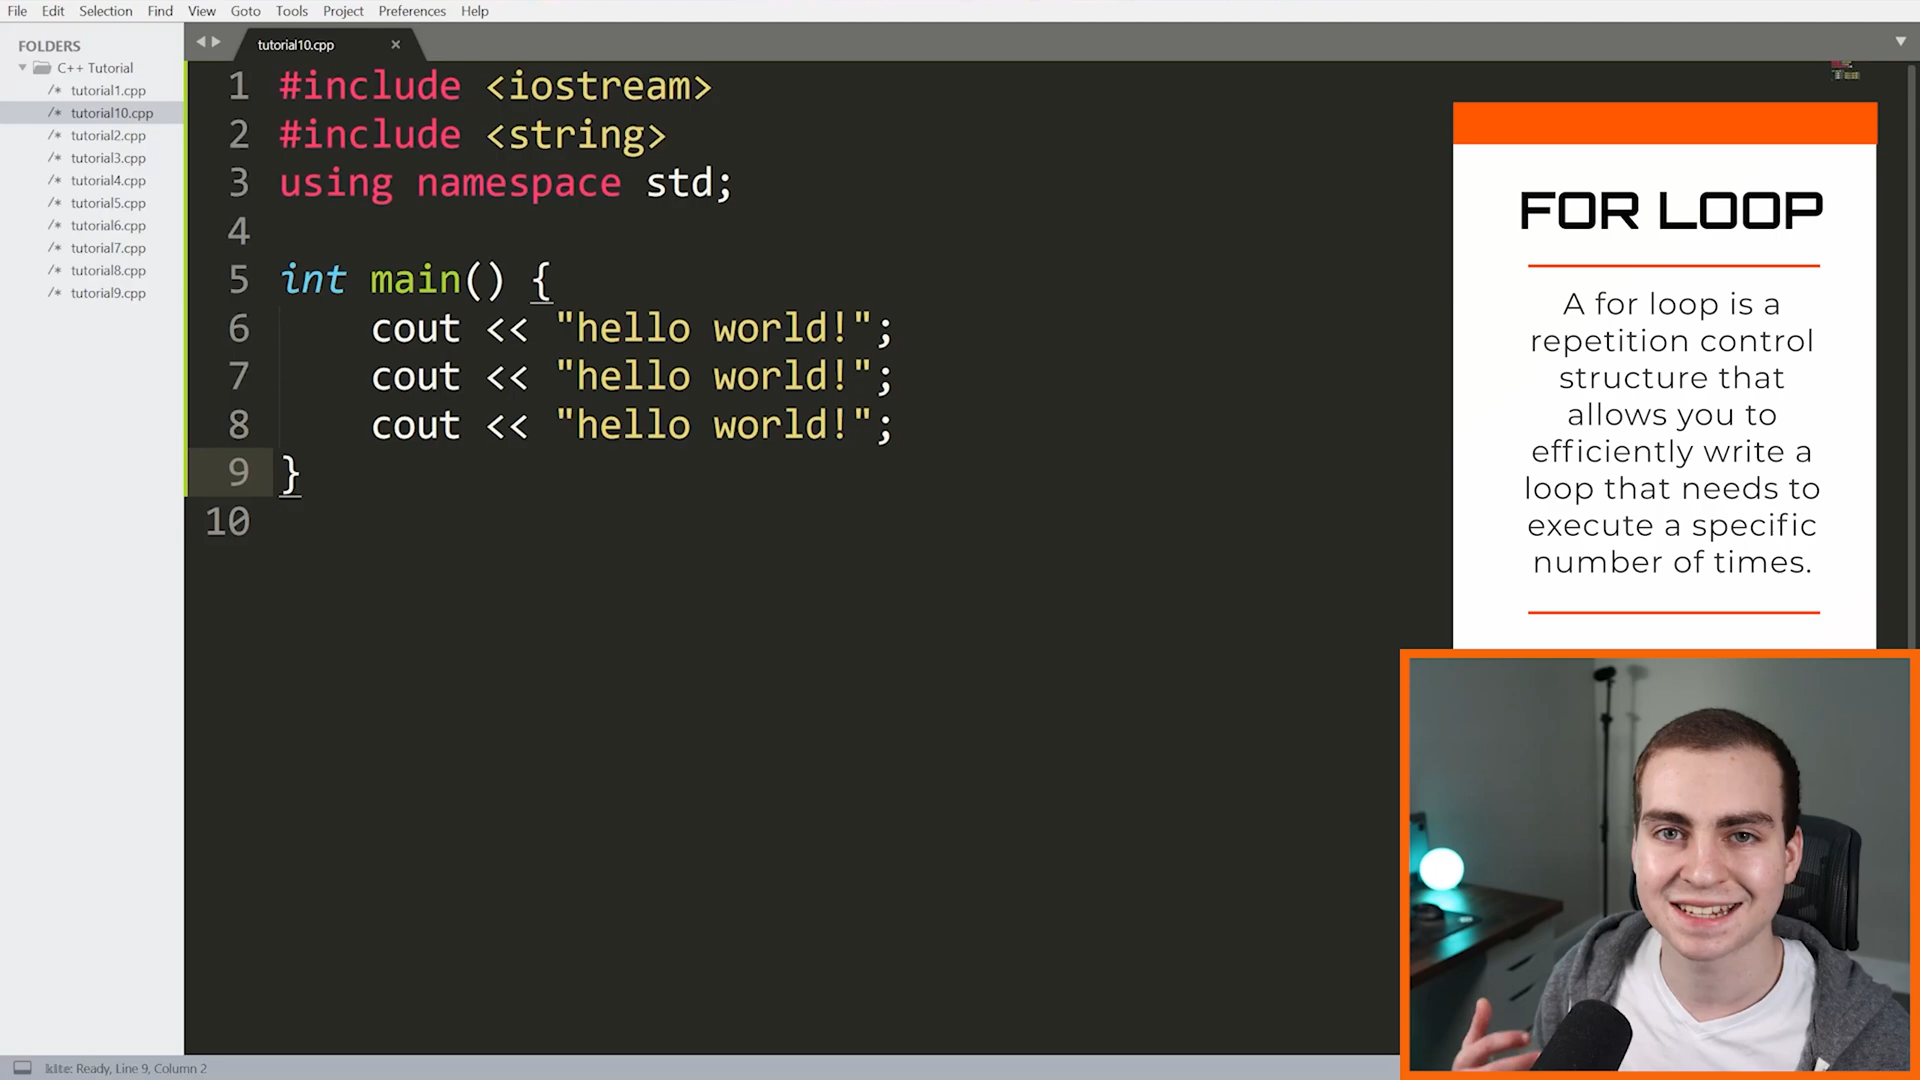 File Edit Selection Find View Goto Tools Project Preferences Help
FOLDERS
C++ Tutorial
/* tutorial1.cpp
/* tutorial10.cpp
/* tutorial2.cpp
/* tutorial3.cpp
/* tutorial4.cpp
/* tutorial5.cpp
/* tutorial6.cpp
/* tutorial7.cpp
/* tutorial8.cpp
/* tutorial9.cpp
tutorial10.cpp
1 #include <iostream>
2 #include <string>
3 using namespace std;
4
5 int main() {
6 cout << "hello world!";
7 cout << "hello world!";
8 cout << "hello world!";
9 }
10
FOR LOOP
A for loop is a
repetition control
structure that
allows you to
efficiently write a
loop that needs to
execute a specific
number of times.
kite: Ready, Line 9, Column 2